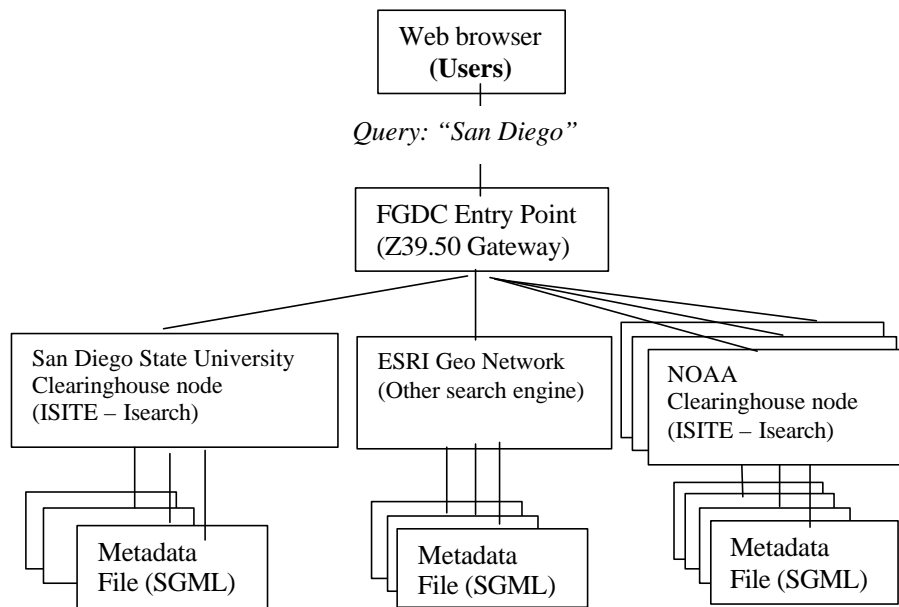 Web browser
(Users)
Query: “San Diego”
FGDC Entry Point
(Z39.50 Gateway)
San Diego State University
Clearinghouse node
(ISITE – Isearch)
ESRI Geo Network
(Other search engine)
NOAA
Clearinghouse node
(ISITE – Isearch)
Metadata
File (SGML)
Metadata
File (SGML)
Metadata
File (SGML)